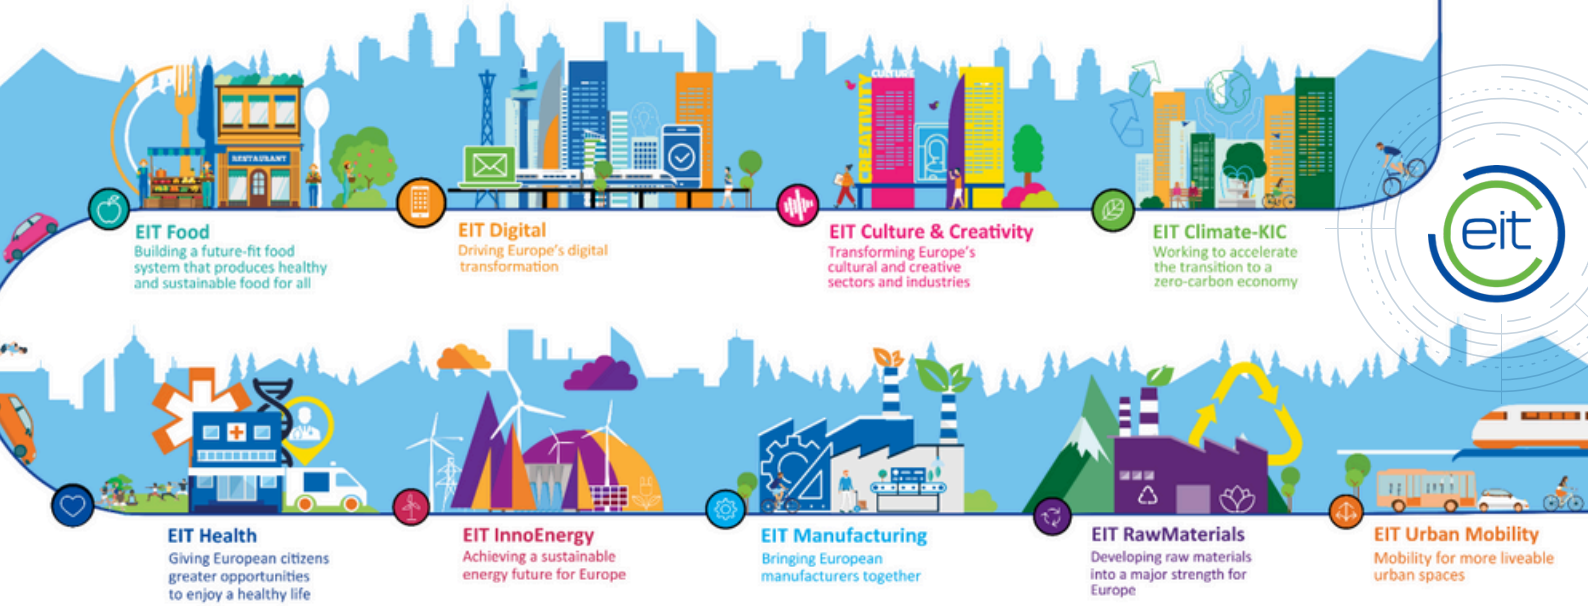 CULTURE
CREAT!VITY
RESTAURANT
eit
EIT Food
Building a future-fit food
system that produces healthy
and sustainable food for all
EIT Digital
Driving Europe's digital
transformation
EIT Culture & Creativity
Transforming Europe's
cultural and creative
sectors and industries
EIT Climate-KIC
Working to accelerate
the transition to a
zero-carbon economy
EIT Health
Giving European citizens
greater opportunities
to enjoy a healthy life
EIT InnoEnergy
Achieving a sustainable
energy future for Europe
EIT Manufacturing
Bringing European
manufacturers together
EIT RawMaterials
Developing raw materials
into a major strength for
Europe
EIT Urban Mobility
Mobility for more liveable
urban spaces